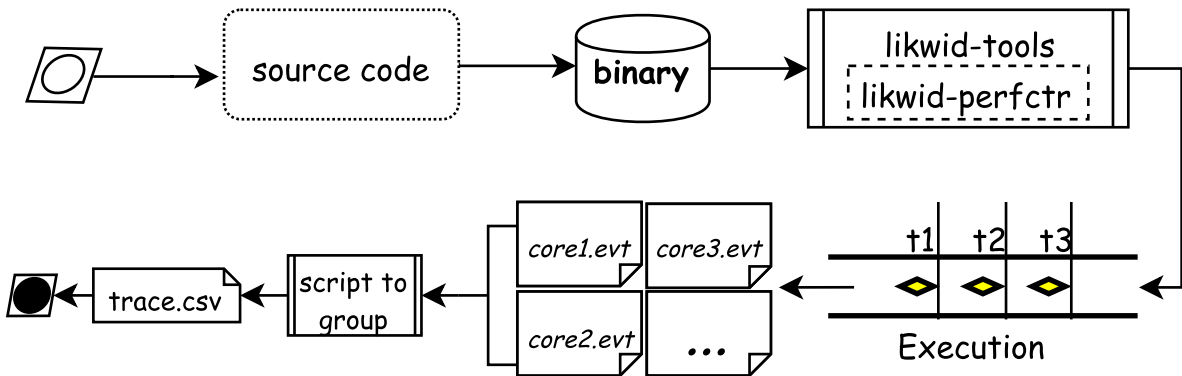 source code
binary
likwid-tools
likwid-perfctr
t1 t2 t3
Execution
core1.evt
core3.evt
core2.evt
...
script to
group
trace.csv